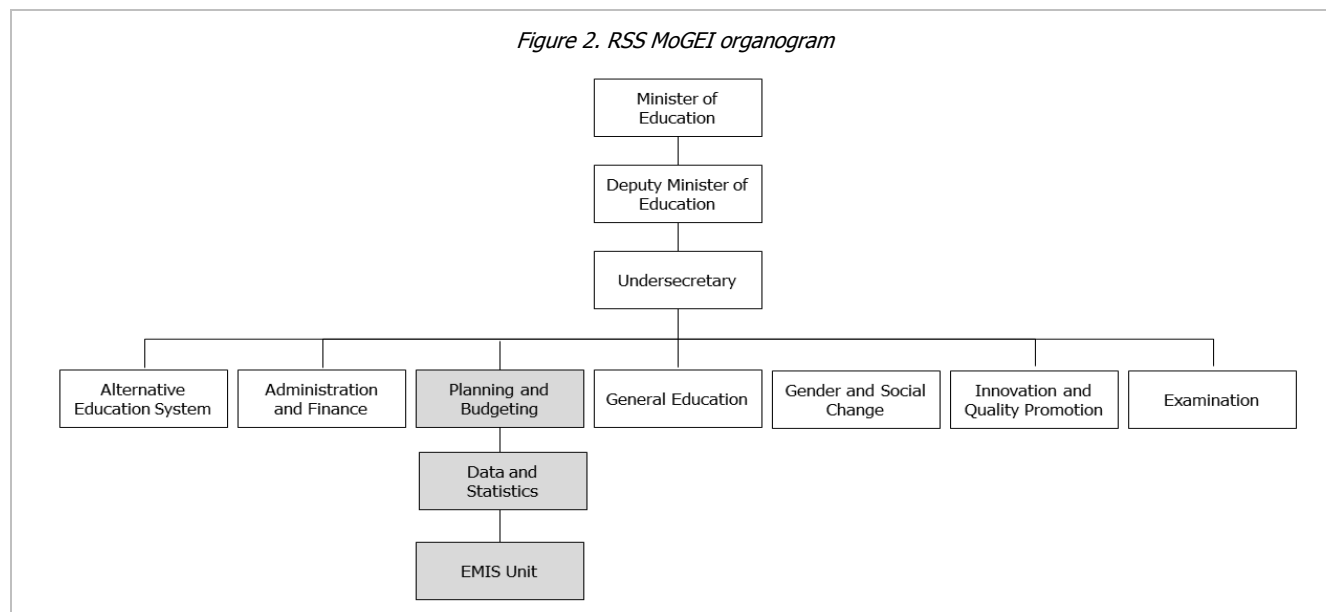 Figure 2. RSS MoGEI organogram
Minister of
Education
Deputy Minister of
Education
Undersecretary
Alternative
Education System
Administration
and Finance
Planning and
Budgeting
General Education
Gender and Social
Change
Innovation and
Quality Promotion
Examination
Data and
Statistics
EMIS Unit